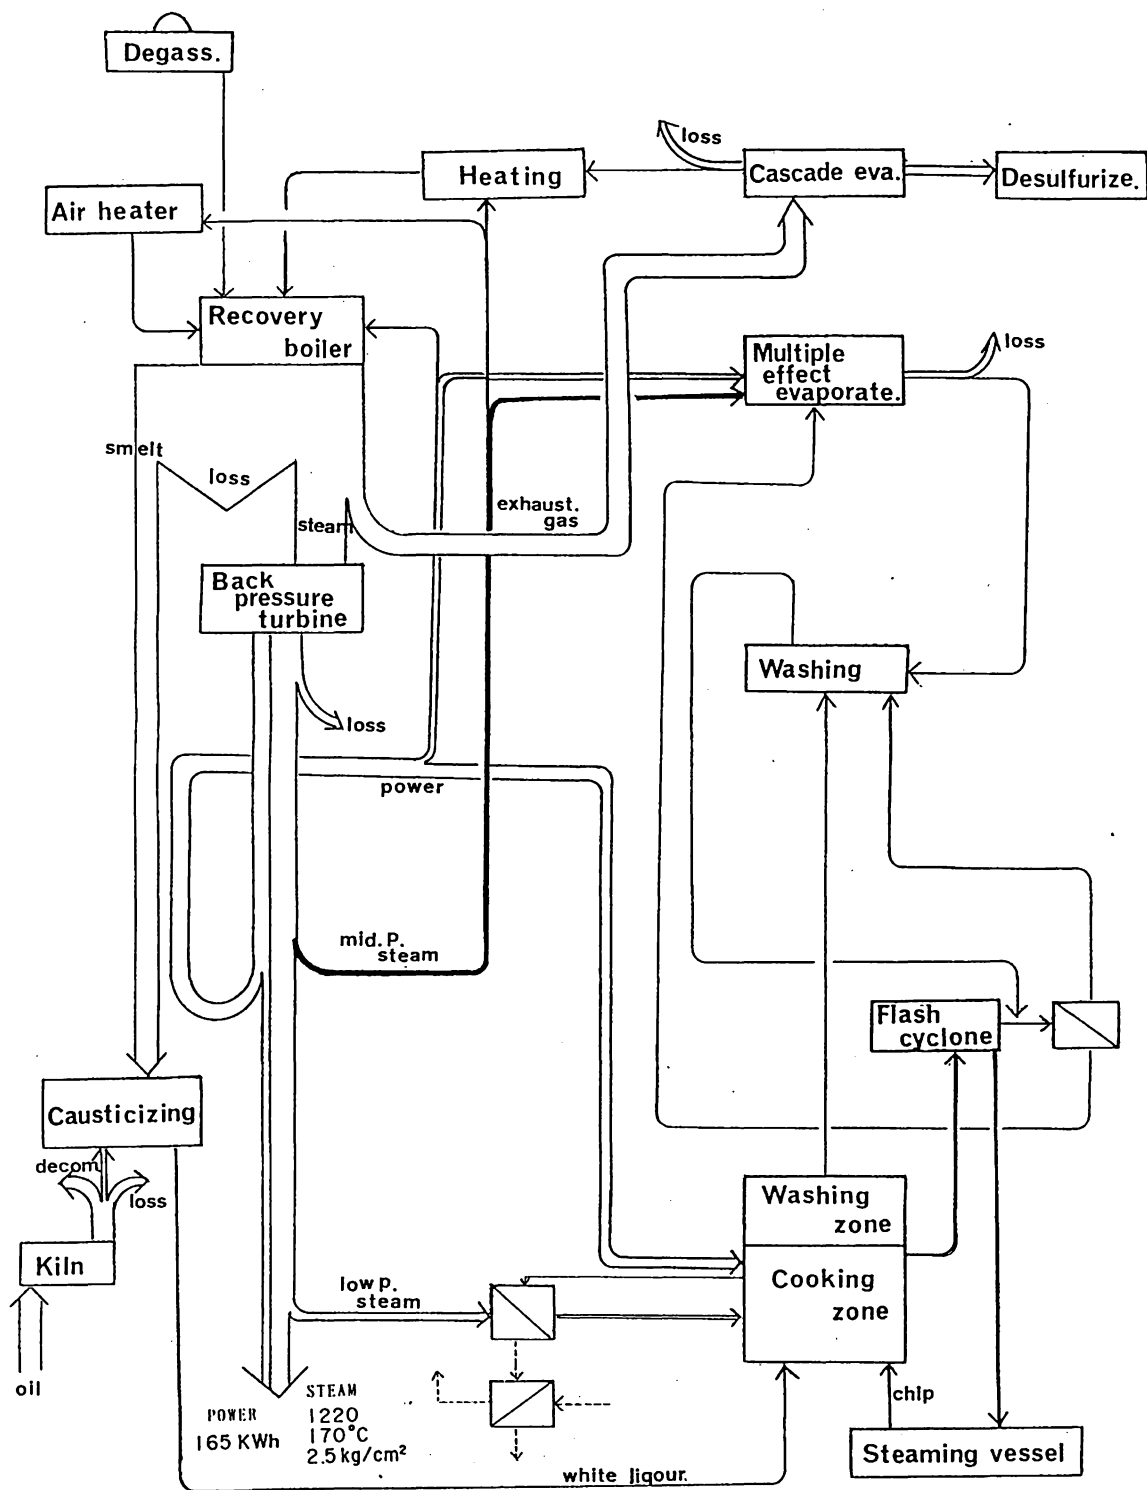 Degass.
loss
Heating
Cascade eva.
Desulfurize.
Air heater
Recovery
boiler
Multiple
effect
evaporate.
loss
smelt
loss
steam
exhaust.
gas
Back
pressure
turbine
Washing
loss
power
mid. P.
steam
Flash
cyclone
Causticizing
decom.
loss
Washing
zone
Kiln
Cooking
zone
low p.
steam
oil
chip
POWER
165 KWh
STEAM
1220
170°C
2.5 kg/cm²
Steaming vessel
white liqour.